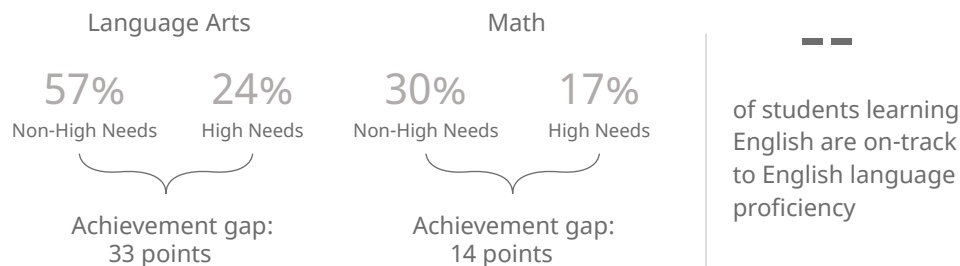 Language Arts
Math
57% 24% 30% 17%
Non-High Needs High Needs Non-High Needs High Needs
Achievement gap:
33 points
Achievement gap:
14 points
--
of students learning
English are on-track
to English language
proficiency